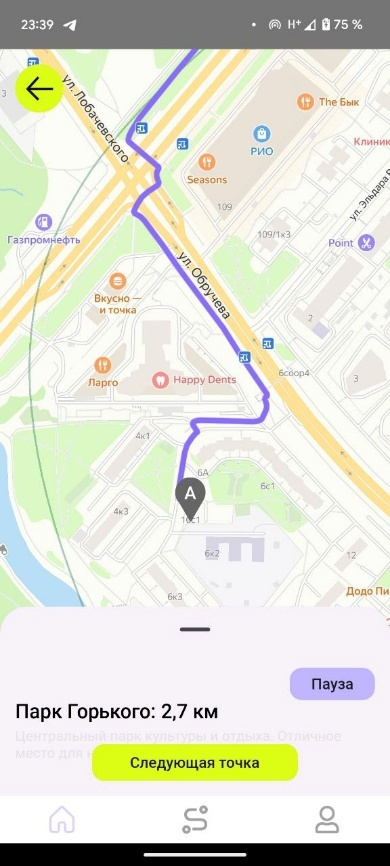 23:39
H+
75 %
ул. Лобачевского
The Бык
РИО
Клиник
Seasons
109
ул. Эльдара Р
Газпромнефть
109/1к3
Point
ул. Обручева
Вкусно —
и точка
2
Ларго
Happy Dents
6соор4
3
4к1
6А
6с1
А
4к3
6к2
12
6к3
Додо Пи
Пауза
Парк Горького: 2,7 км
Центральный парк культуры и отдыха. Отличное
место для
Следующая точка